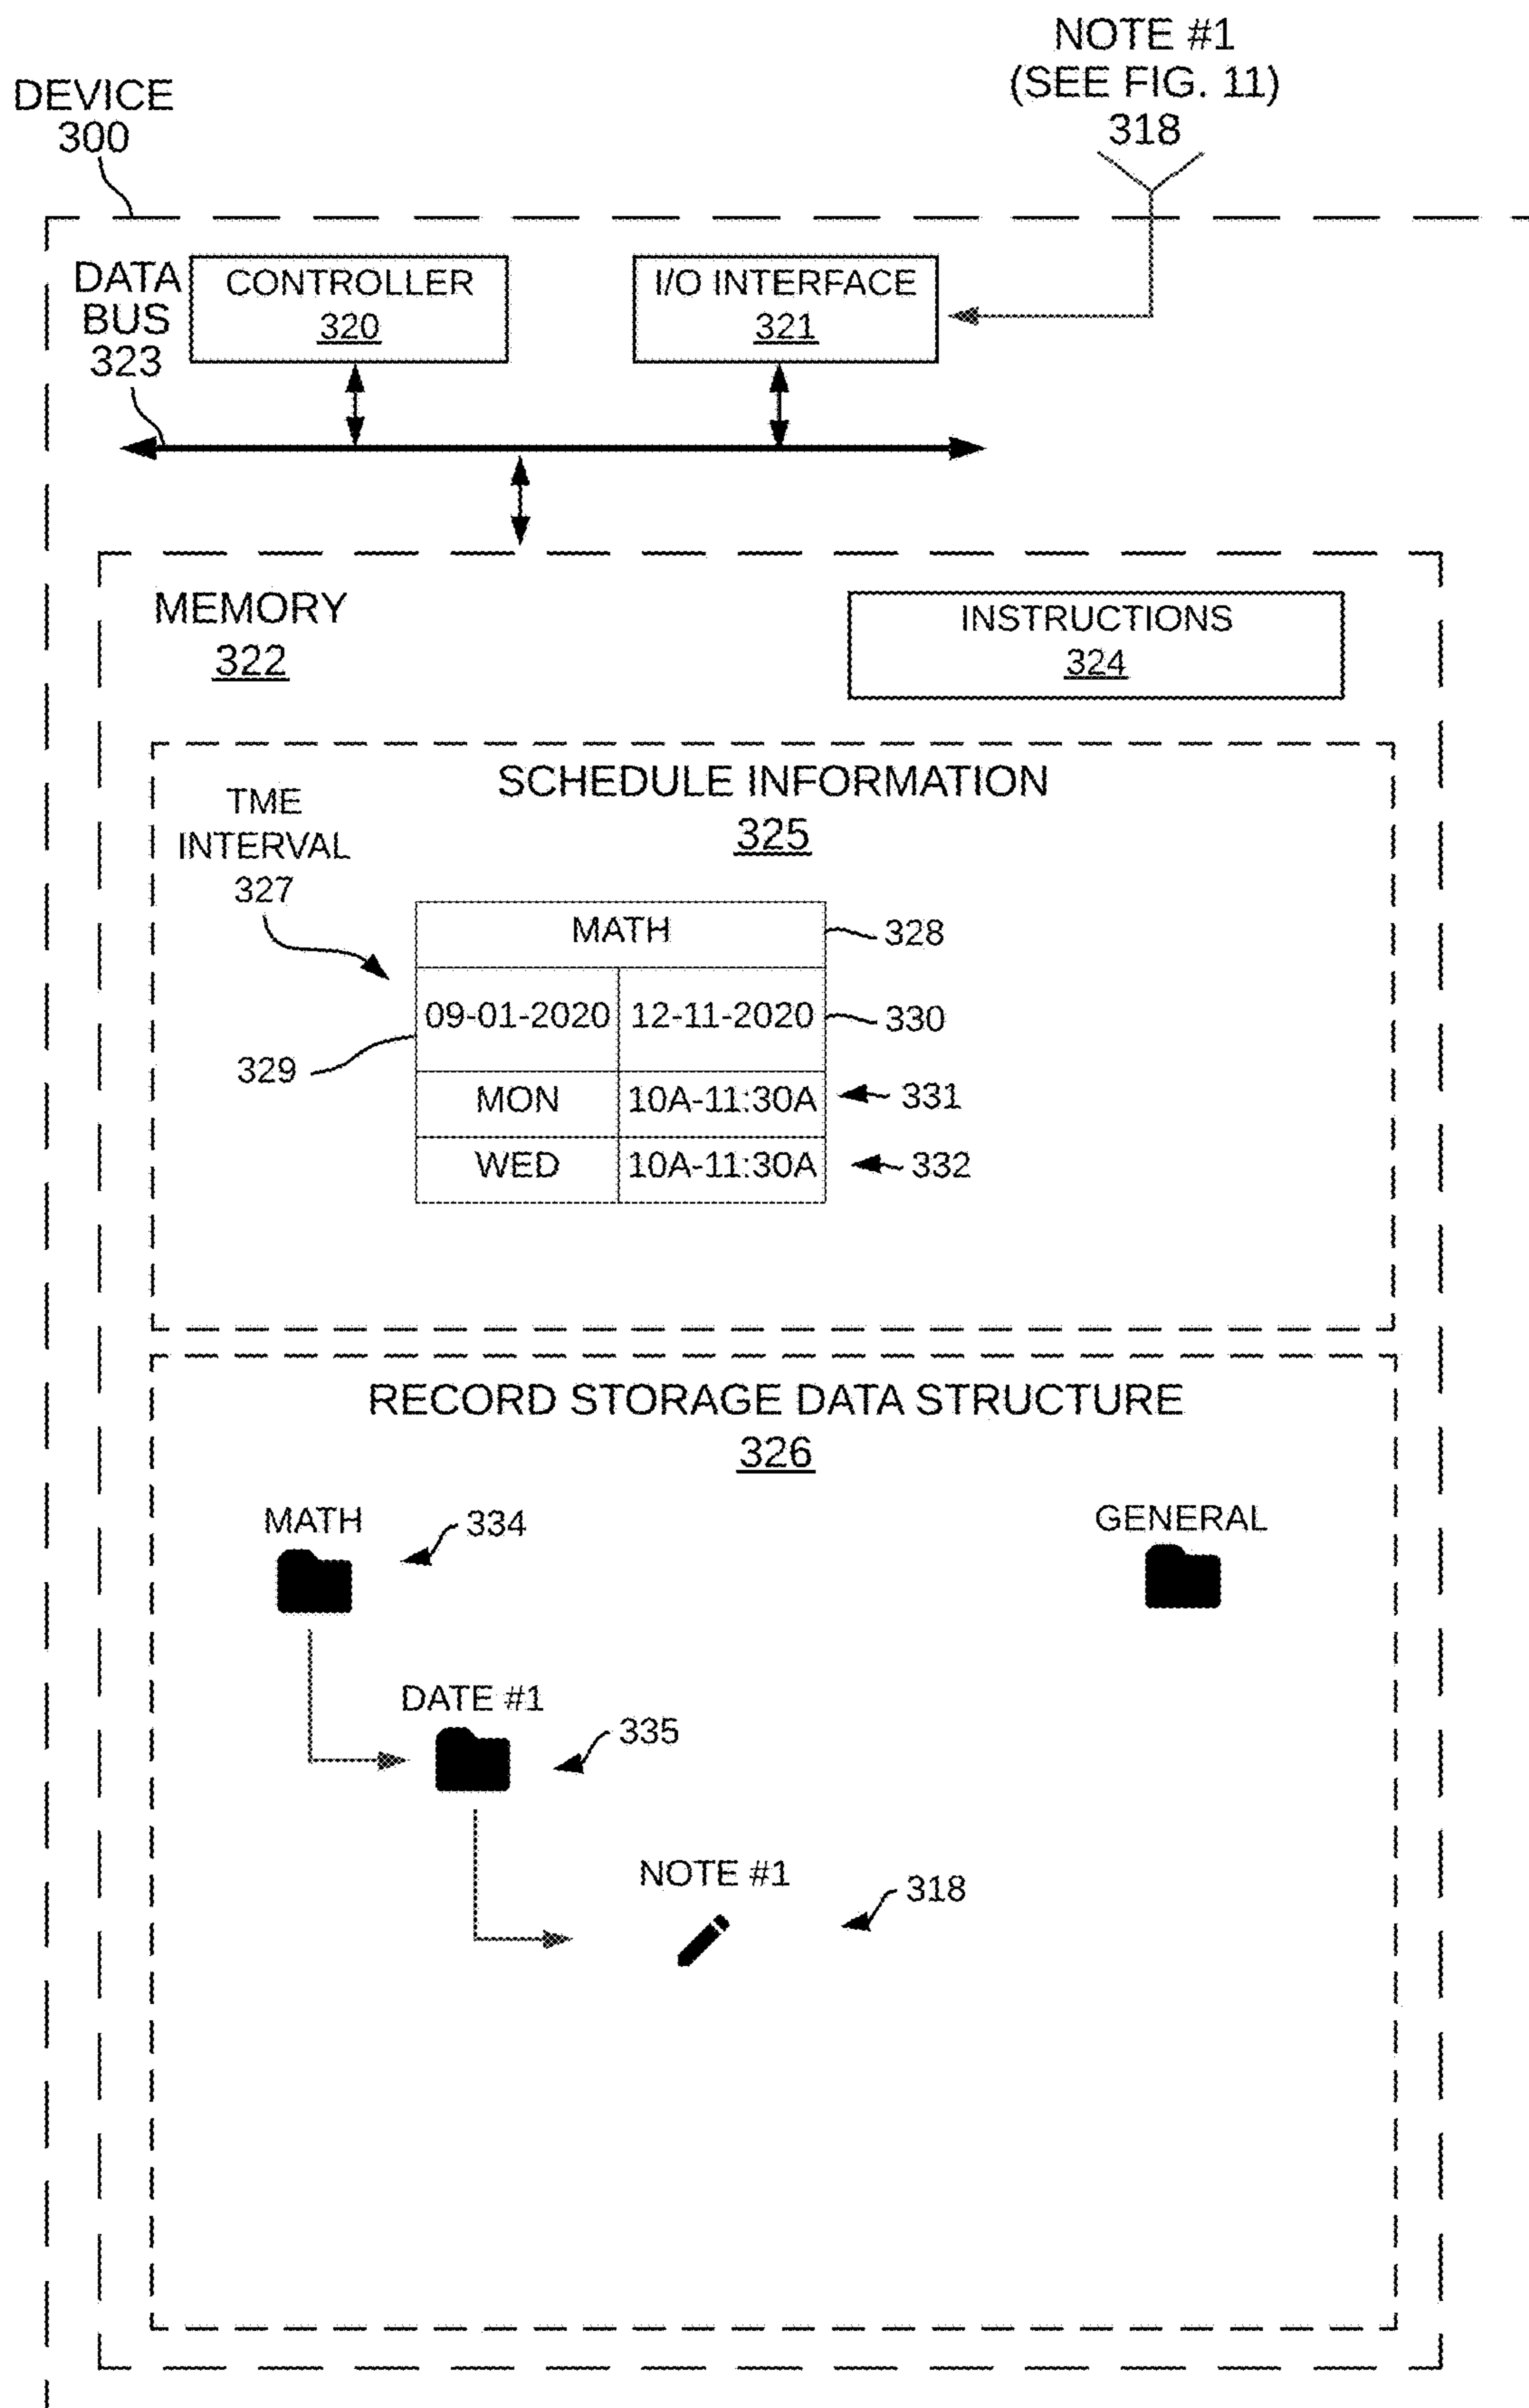 NOTE #1
(SEE FIG. 11)
318
DEVICE
300
DATA
BUS
323
CONTROLLER
320
I/O INTERFACE
321
MEMORY
322
INSTRUCTIONS
324
SCHEDULE INFORMATION
325
TME
INTERVAL
327
MATH
328
09-01-2020 12-11-2020
330
329
MON 10A-11:30A
331
WED 10A-11:30A
332
RECORD STORAGE DATA STRUCTURE
326
MATH
334
GENERAL
DATE #1
335
NOTE #1
318